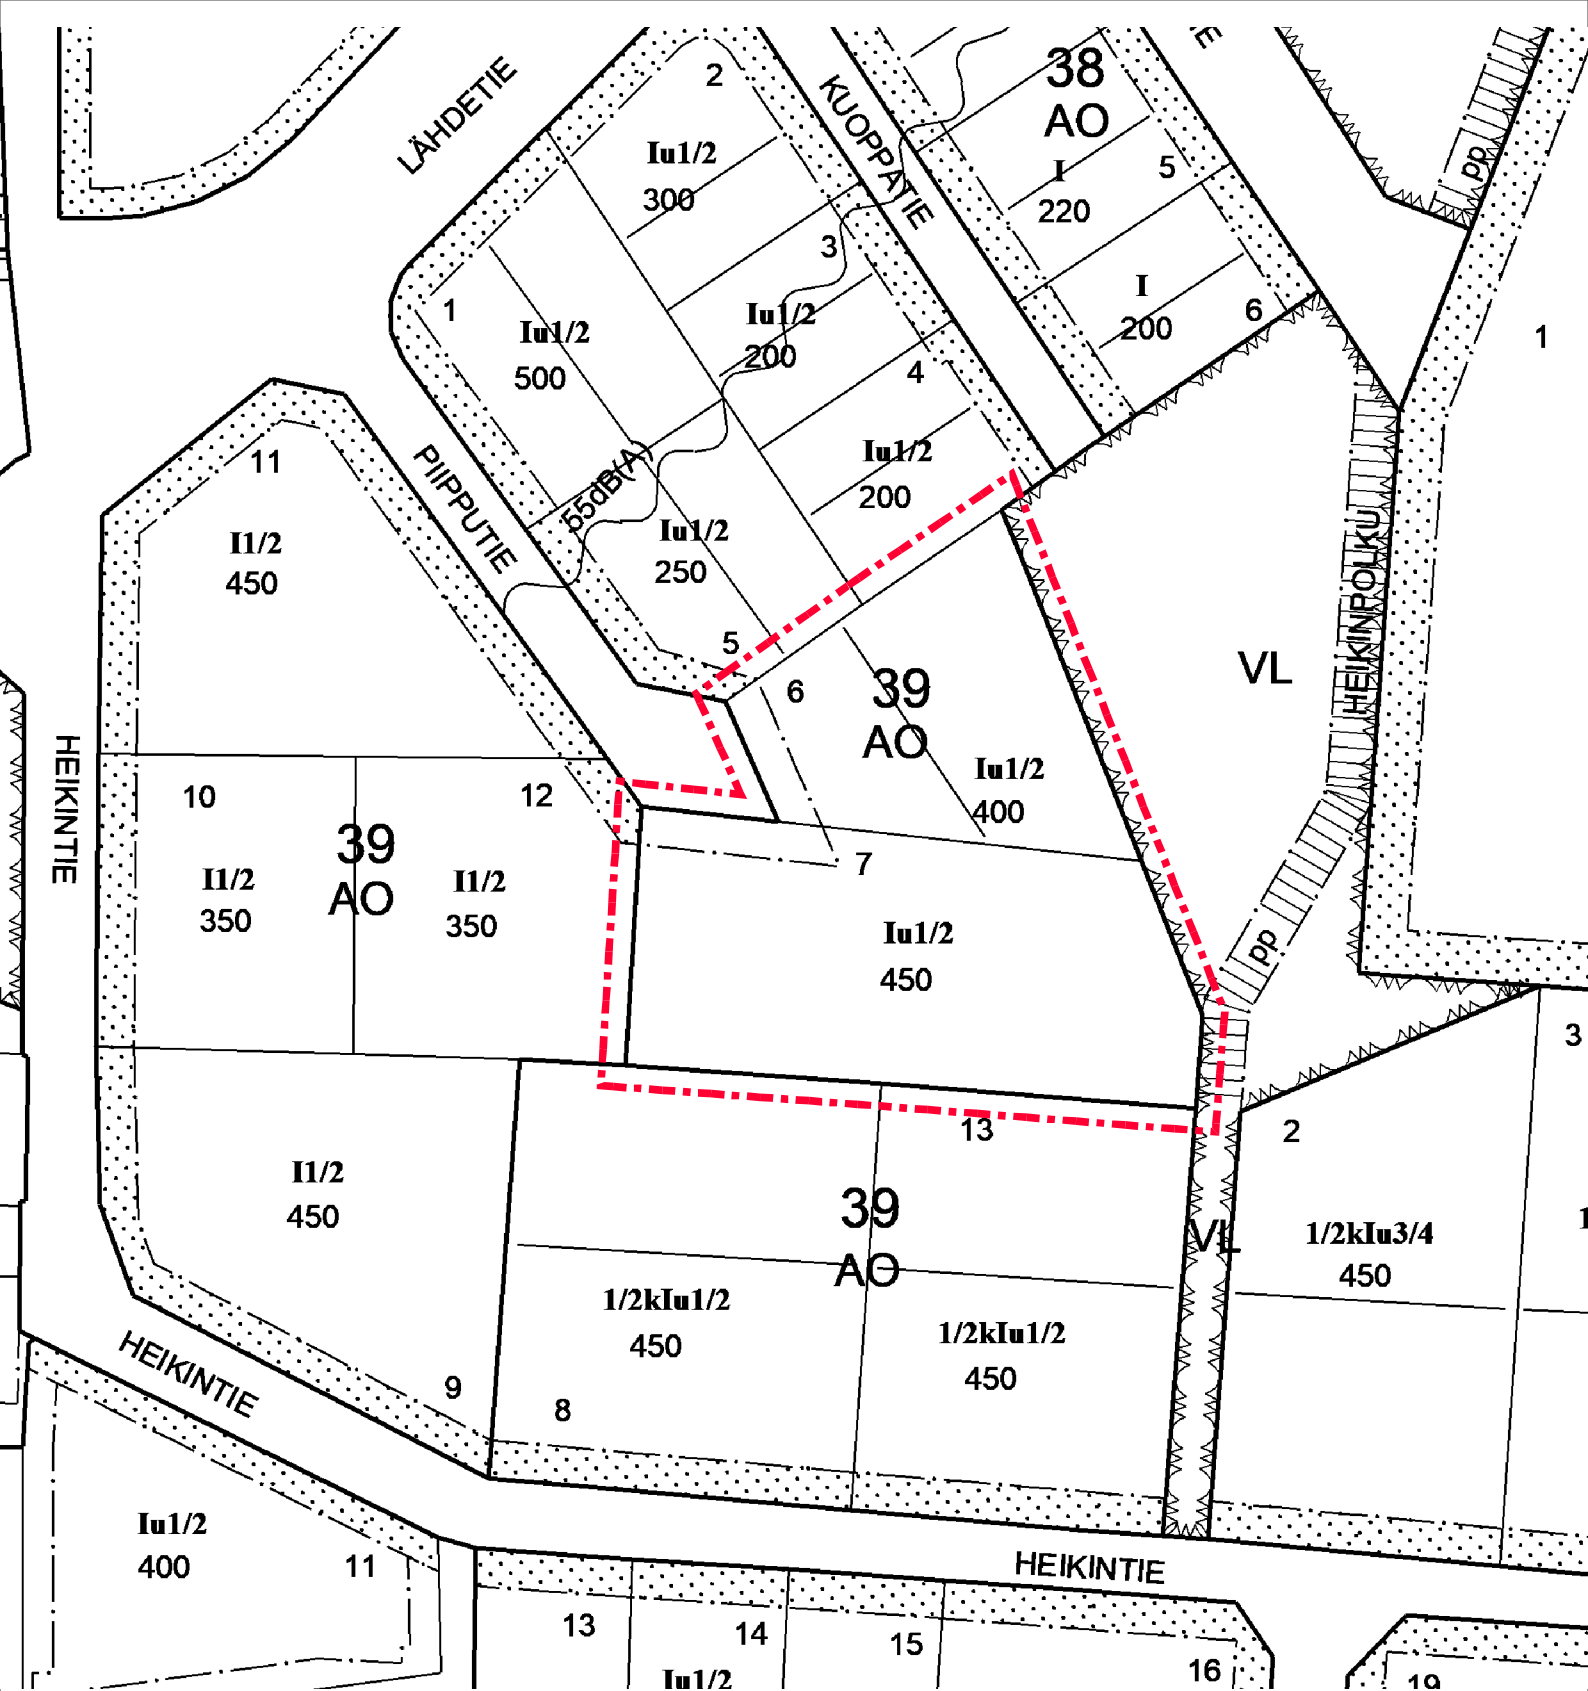 2
38
AO
LÄHDETIE
KUOPPATIE
IE
pp
Iu1/2
300
I
220
5
3
1
Iu1/2
500
Iu1/2
200
I
200
6
1
4
11
PIIPPUTIE
55dB(A)
Iu1/2
200
I1/2
450
Iu1/2
250
HEIKINPOLKU
5
6
39
AO
VL
HEIKINTIE
Iu1/2
400
10
12
39
AO
7
I1/2
350
I1/2
350
Iu1/2
450
pp
3
13
2
I1/2
450
39
AO
VL
1/2kIu3/4
450
1
1/2kIu1/2
450
1/2kIu1/2
450
HEIKINTIE
9
8
Iu1/2
400
11
HEIKINTIE
13
14
15
16
Iu1/2
19